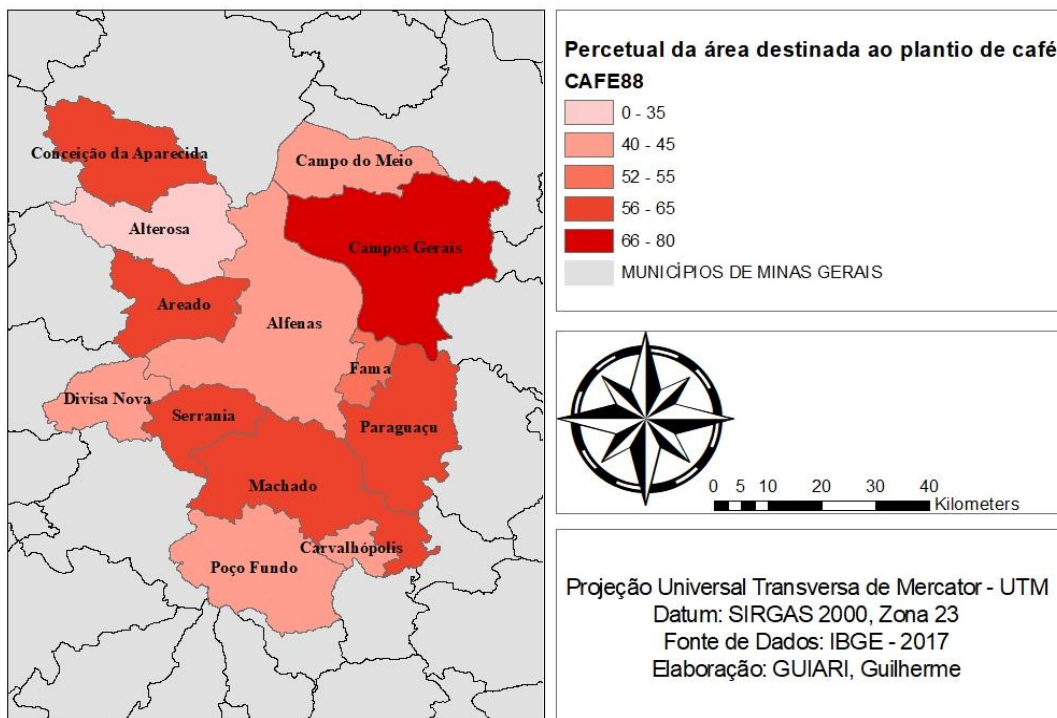 Conceição da Aparecida
Campo do Meio
Alterosa
Campos Gerais
Areado
Alfenas
Fama
Divisa Nova
Serrania
Paraguaçu
Machado
Carvalhópolis
Poço Fundo
Percetual da área destinada ao plantio de café
CAFE88
0 - 35
40 - 45
52 - 55
56 - 65
66 - 80
MUNICÍPIOS DE MINAS GERAIS
0 5 10 20 30 40
Kilometers
Projeção Universal Transversa de Mercator - UTM
Datum: SIRGAS 2000, Zona 23
Fonte de Dados: IBGE - 2017
Elaboração: GUIARI, Guilherme